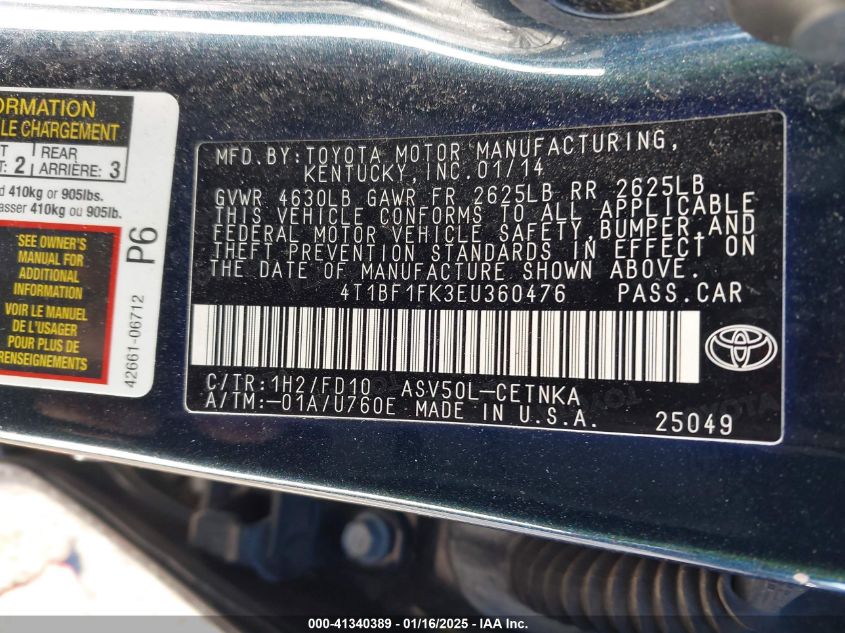 ORMATION
LE CHARGEMENT
T
: 2
REAR
ARRIÈRE: 3
d 410kg or 905lbs.
asser 410kg ou 905lb.
SEE OWNER'S
MANUAL FOR
ADDITIONAL
INFORMATION
VOIR LE MANUEL
DE L'USAGER
POUR PLUS DE
RENSEIGNEMENTS
P6
42661-06712
MFD. BY: TOYOTA MOTOR MANUFACTURING,
KENTUCKY, INC. 01/14
GVWR 4630LB GAWR FR 2625LB RR 2625LB
THIS VEHICLE CONFORMS TO ALL APPLICABLE
FEDERAL MOTOR VEHICLE SAFETY, BUMPER, AND
THEFT PREVENTION STANDARDS IN EFFECT ON
THE DATE OF MANUFACTURE SHOWN ABOVE.
4T1BF1FK3EU360476 PASS.CAR
C/TR: 1H2/FD10 ASV50L-CETNKA
A/TM: -01A/U760E MADE IN U.S.A.
25049
000-41340389 - 01/16/2025 - IAA Inc.